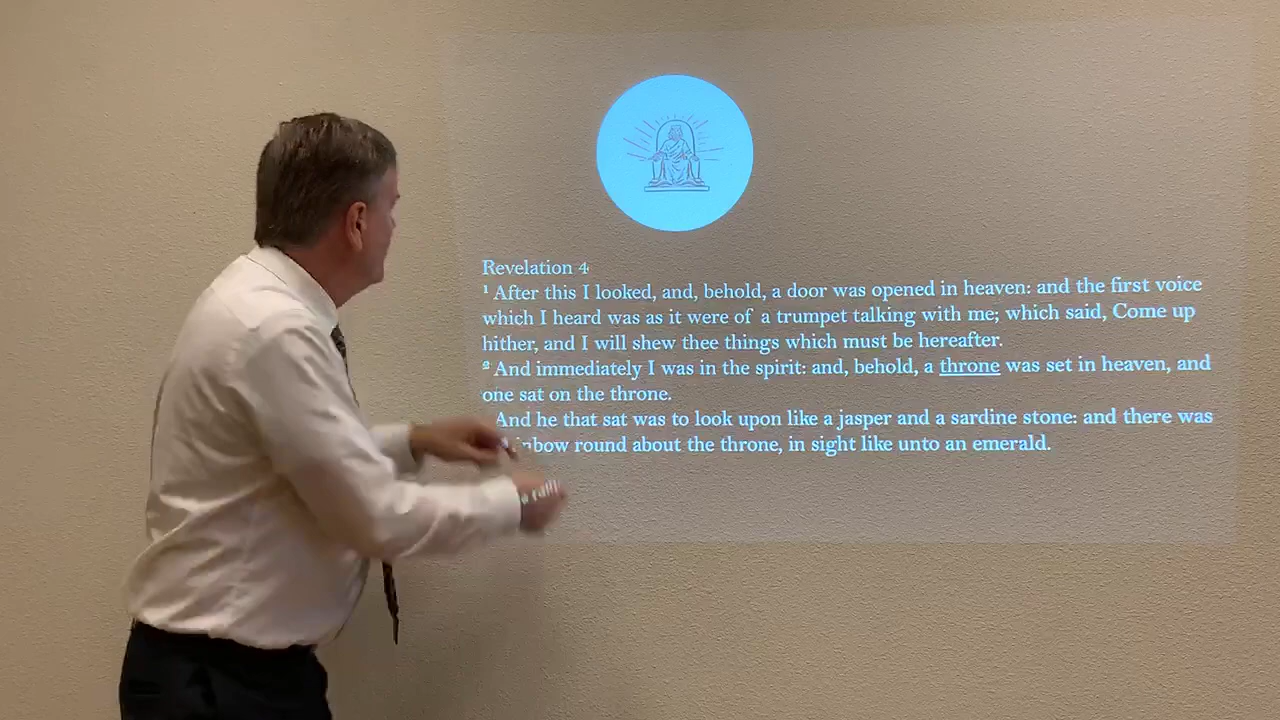 Revelation 4
¹ After this I looked, and, behold, a door was opened in heaven: and the first voice
which I heard was as it were of a trumpet talking with me; which said, Come up
hither, and I will shew thee things which must be hereafter.
² And immediately I was in the spirit: and, behold, a throne was set in heaven, and
one sat on the throne.
And he that sat was to look upon like a jasper and a sardine stone: and there was
round about the throne, in sight like unto an emerald.